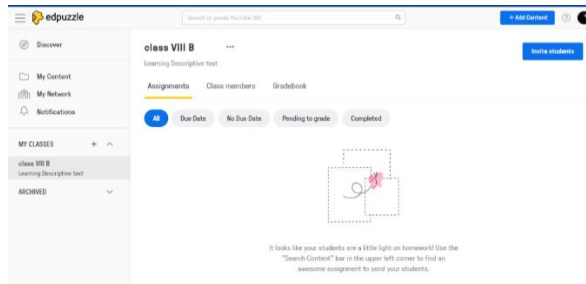 edpuzzle
Search or paste YouTube URL
+ Add Content
Discover
My Content
My Network
Notifications
MY CLASSES
class VIII B
Learning Descriptive text
ARCHIVED
class VIII B ...
Learning Descriptive text
Invite students
Assignments Class members Gradebook
All Due Date No Due Date Pending to grade Completed
It looks like your students are a little light on homework! Use the
"Search Content" bar in the upper left corner to find an
awesome assignment to send your students.